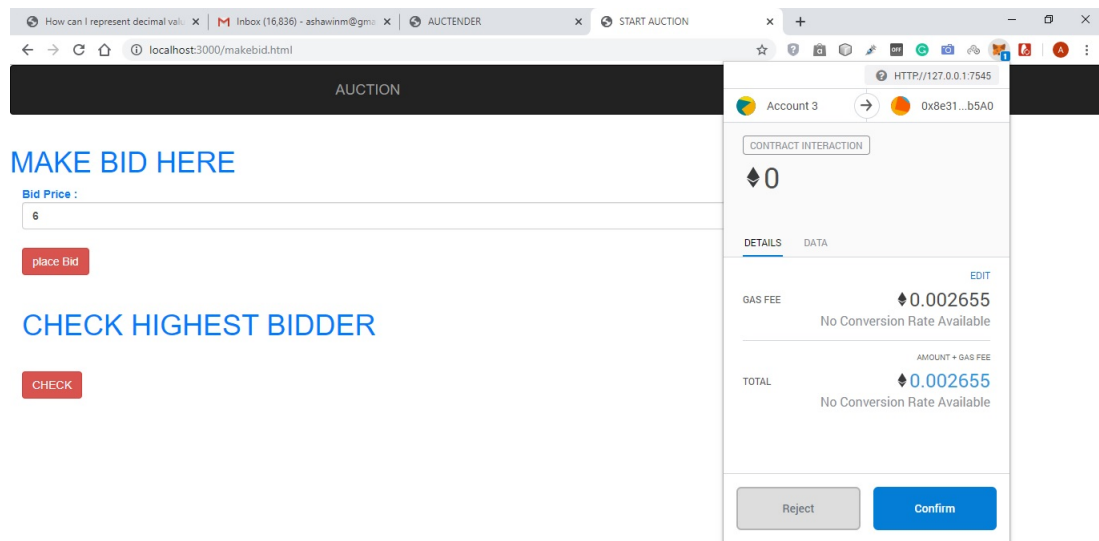 How can I represent decimal valu
Inbox (16,836) - ashawinm@gma
AUCTENDER
START AUCTION
localhost:3000/makebid.html
OFF
1
A
AUCTION
HTTP://127.0.0.1:7545
Account 3
0x8e31...b5A0
MAKE BID HERE
CONTRACT INTERACTION
0
Bid Price :
6
DETAILS DATA
place Bid
EDIT
GAS FEE 0.002655
No Conversion Rate Available
CHECK HIGHEST BIDDER
AMOUNT + GAS FEE
TOTAL 0.002655
No Conversion Rate Available
CHECK
Reject Confirm